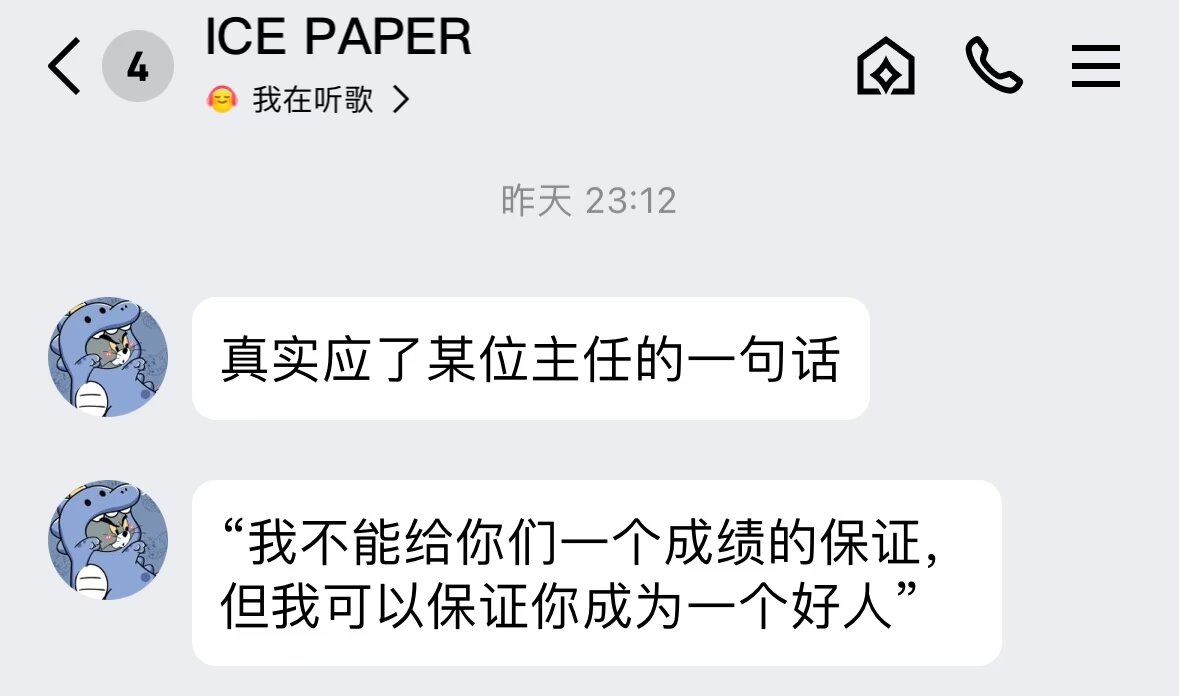 4
ICE PAPER
我在听歌
昨天 23:12
真实应了某位主任的一句话
“我不能给你们一个成绩的保证，
但我可以保证你成为一个好人”